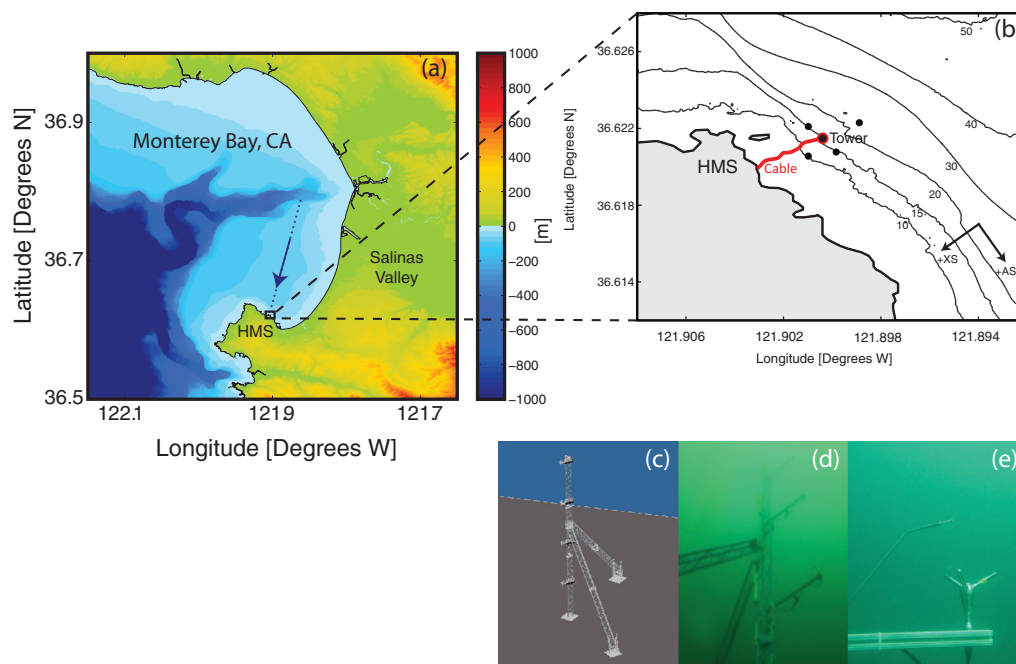 (a)
Monterey Bay, CA
Salinas
Valley
HMS
36.9
36.7
36.5
Latitude [Degrees N]
122.1
121.9
121.7
Longitude [Degrees W]
1000
800
600
400
200
0
−200
−400
−600
−800
−1000
[m]
(b)
50
40
30
20
15
10
Tower
Cable
HMS
+XS
+AS
36.626
36.622
36.618
36.614
Latitude [Degrees N]
121.906
121.902
121.898
121.894
Longitude [Degrees W]
(c)
(d)
(e)